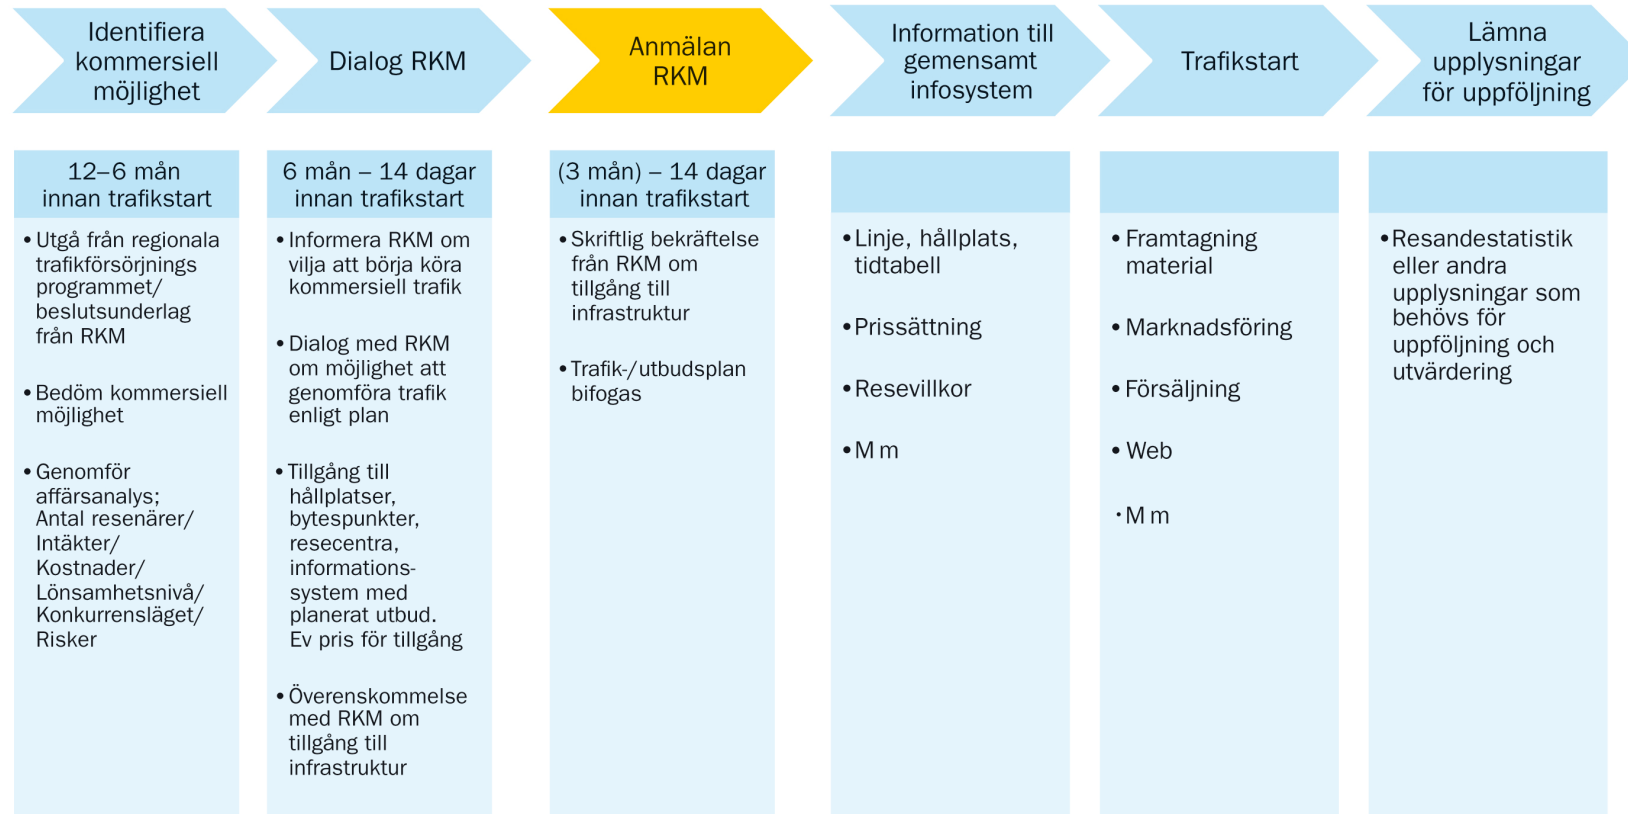 Identifiera
kommersiell
möjlighet
Dialog RKM
Anmälan
RKM
Information till
gemensamt
infosystem
Trafikstart
Lämna
upplysningar
för uppföljning
12–6 mån
innan trafikstart
•Utgå från regionala
trafikförsörjnings
programmet/
beslutsunderlag
från RKM
•Bedöm kommersiell
möjlighet
•Genomför
affärsanalys;
Antal resenärer/
Intäkter/
Kostnader/
Lönsamhetsnivå/
Konkurrensläget/
Risker
6 mån – 14 dagar
innan trafikstart
•Informera RKM om
vilja att börja köra
kommersiell trafik
•Dialog med RKM
om möjlighet att
genomföra trafik
enligt plan
•Tillgång till
hållplatser,
bytespunkter,
resecentra,
informations-
system med
planerat utbud.
Ev pris för tillgång
•Överenskommelse
med RKM om
tillgång till
infrastruktur
(3 mån) – 14 dagar
innan trafikstart
•Skriftlig bekräftelse
från RKM om
tillgång till
infrastruktur
•Trafik-/utbudsplan
bifogas
•Linje, hållplats,
tidtabell
•Prissättning
•Resevillkor
•M m
•Framtagning
material
•Marknadsföring
•Försäljning
•Web
·M m
•Resandestatistik
eller andra
upplysningar som
behövs för
uppföljning och
utvärdering